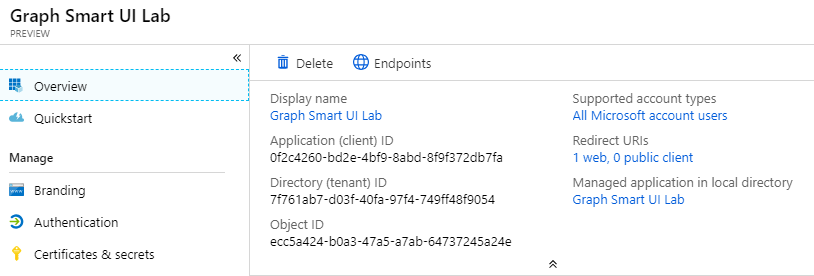 Graph Smart UI Lab
PREVIEW
«
Overview
Quickstart
Manage
Branding
Authentication
Certificates & secrets
Delete
Endpoints
Display name
Graph Smart UI Lab
Application (client) ID
0f2c4260-bd2e-4bf9-8abd-8f9f372db7fa
Directory (tenant) ID
7f761ab7-d03f-40fa-97f4-749ff48f9054
Object ID
ecc5a424-b0a3-47a5-a7ab-64737245a24e
Supported account types
All Microsoft account users
Redirect URIs
1 web, 0 public client
Managed application in local directory
Graph Smart UI Lab